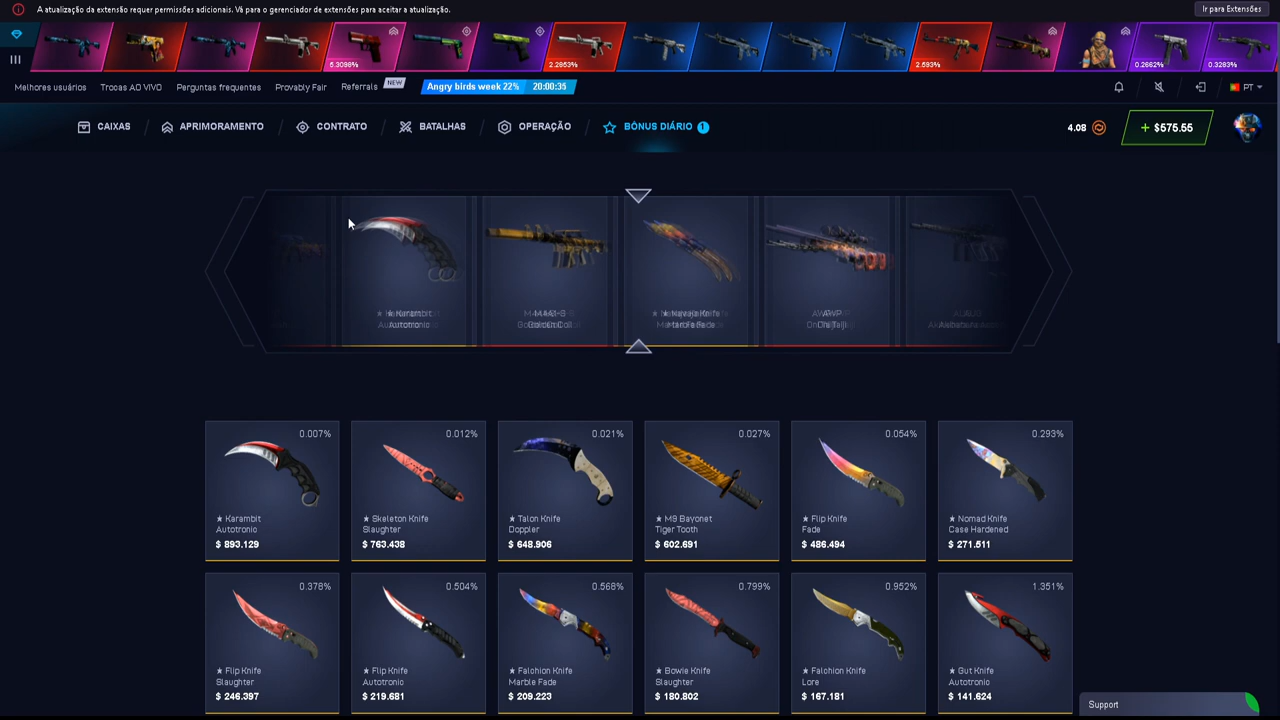 A atualização da extensão requer permissões adicionais. Vá para o gerenciador de extensões para aceitar a atualização.
Ir para Extensões
5.3098%
2.2853%
2.593%
0.2662%
0.3293%
Melhores usuários
Trocas AO VIVO
Perguntas frequentes
Provably Fair
Referrals
NEW
Angry birds week 22%
20:00:35
PT
CAIXAS
APRIMORAMENTO
CONTRATO
BATALHAS
OPERAÇÃO
BÔNUS DIÁRIO 1
4.08
+ $575.55
0.007%
★ Karambit
Autotronic
$ 893.129
0.012%
★ Skeleton Knife
Slaughter
$ 763.438
0.021%
★ Talon Knife
Doppler
$ 648.906
0.027%
★ M9 Bayonet
Tiger Tooth
$ 602.691
0.054%
★ Flip Knife
Fade
$ 486.494
0.293%
★ Nomad Knife
Case Hardened
$ 271.511
0.378%
★ Flip Knife
Slaughter
$ 246.397
0.504%
★ Flip Knife
Autotronic
$ 219.681
0.568%
★ Falchion Knife
Marble Fade
$ 209.223
0.799%
★ Bowie Knife
Slaughter
$ 180.802
0.952%
★ Falchion Knife
Lore
$ 167.181
1.351%
★ Gut Knife
Autotronic
$ 141.624
Support